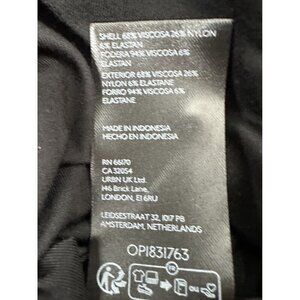 SHELL 68% VISCOSA 26% NYLON
6% ELASTAN
FODERA 94% VISCOSA 6%
ELASTAN
EXTERIOR 68% VISCOSA 26%
NYLON 6% ELASTANE
FORRO 94% VISCOSA 6%
ELASTANE
MADE IN INDONESIA
HECHO EN INDONESIA
RN 66170
CA 32054
URBN UK Ltd.
146 Brick Lane,
LONDON, E1 6RU
LEIDSESTRAAT 32, 1017 PB
AMSTERDAM, NETHERLANDS
OP1831763
FR